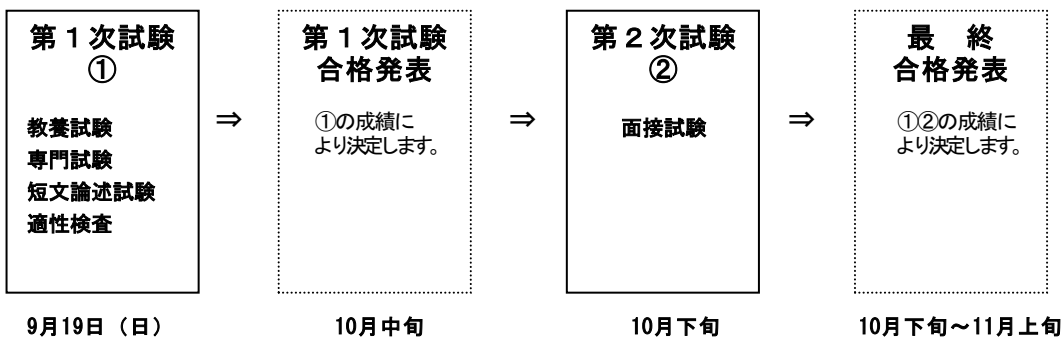 第1次試験
①
教養試験
専門試験
短文論述試験
適性検査
9月19日（日）
⇒
第1次試験
合格発表
①の成績に
より決定します。
10月中旬
⇒
第2次試験
②
面接試験
10月下旬
⇒
最　終
合格発表
①②の成績に
より決定します。
10月下旬～11月上旬